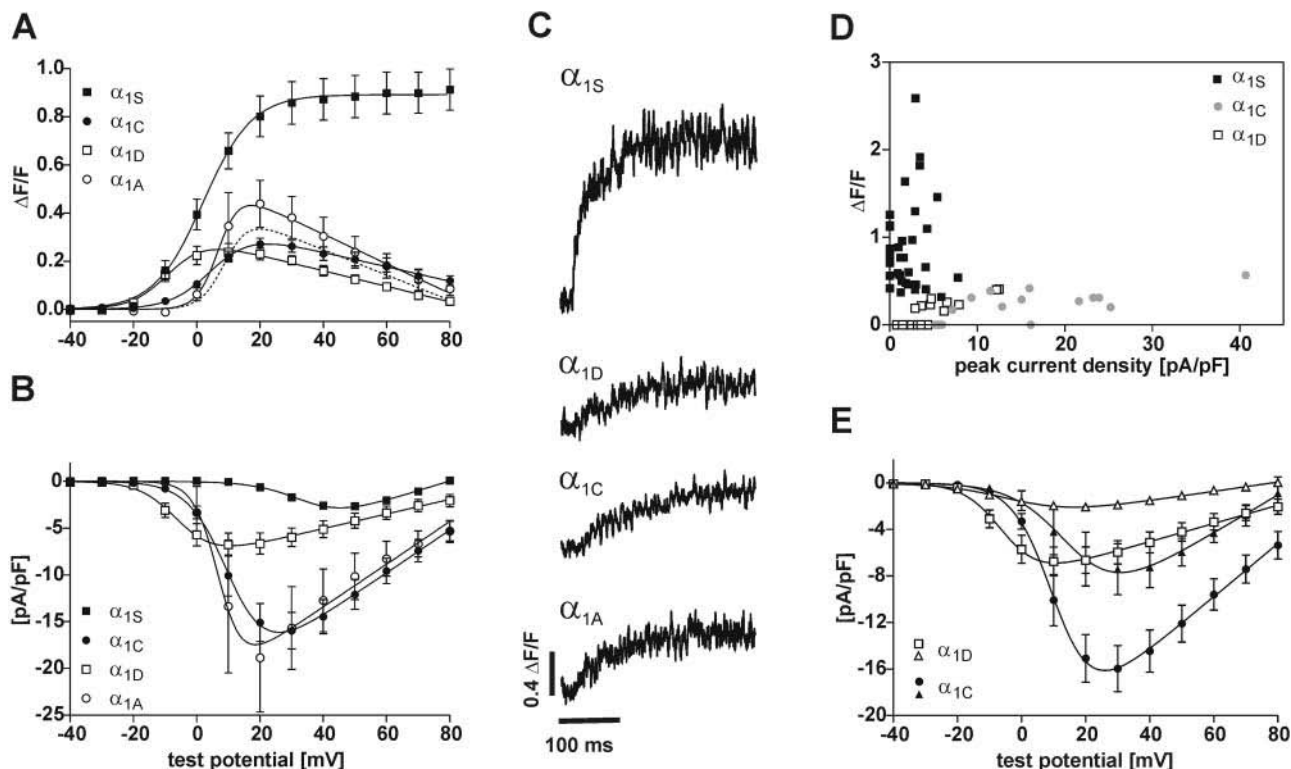 A
ΔF/F
1.0
0.8
0.6
0.4
0.2
0.0
α1S
α1C
α1D
α1A
-40 -20 0 20 40 60 80
B
[pA/pF]
0
-5
-10
-15
-20
-25
α1S
α1C
α1D
α1A
-40 -20 0 20 40 60 80
test potential [mV]
C
α1S
α1D
α1C
α1A
0.4 ΔF/F
100 ms
D
ΔF/F
3
2
1
0
α1S
α1C
α1D
0 10 20 30 40
peak current density [pA/pF]
E
[pA/pF]
0
-4
-8
-12
-16
-20
α1D
α1C
-40 -20 0 20 40 60 80
test potential [mV]